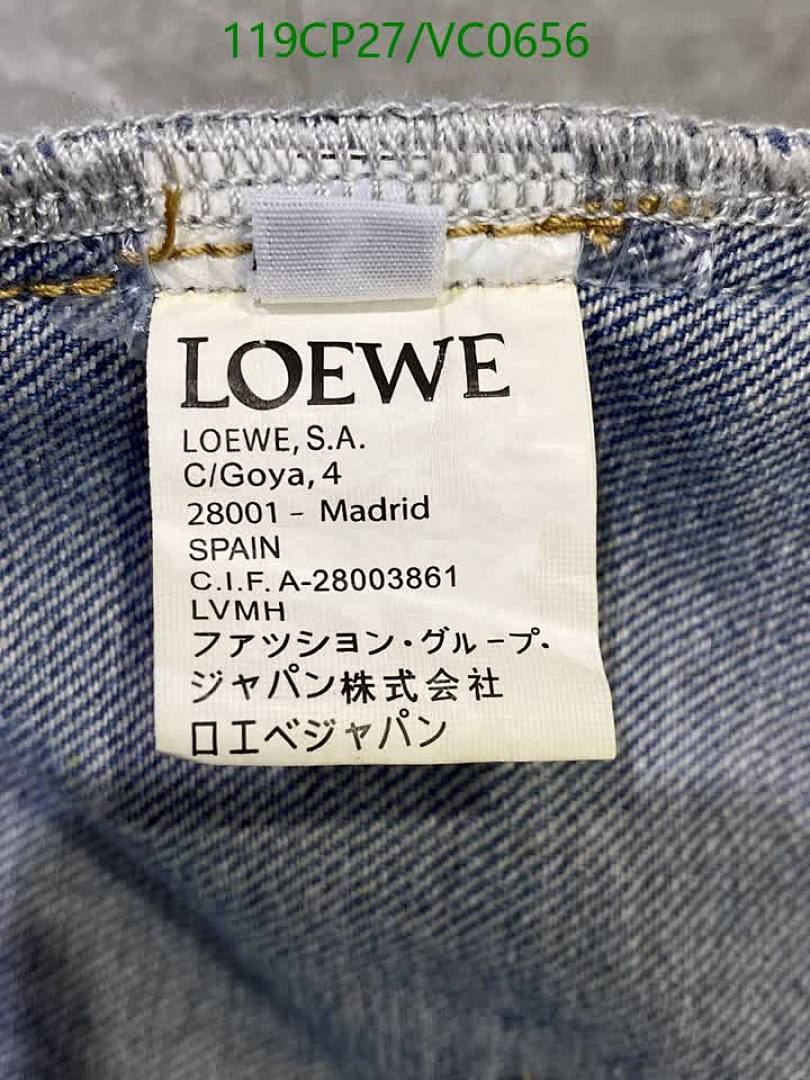 119CP27/VC0656
LOEWE
LOEWE, S.A.
C/Goya, 4
28001 - Madrid
SPAIN
C.I.F. A-28003861
LVMH
ファッション・グループ・
ジャパン株式会社
ロエベジャパン